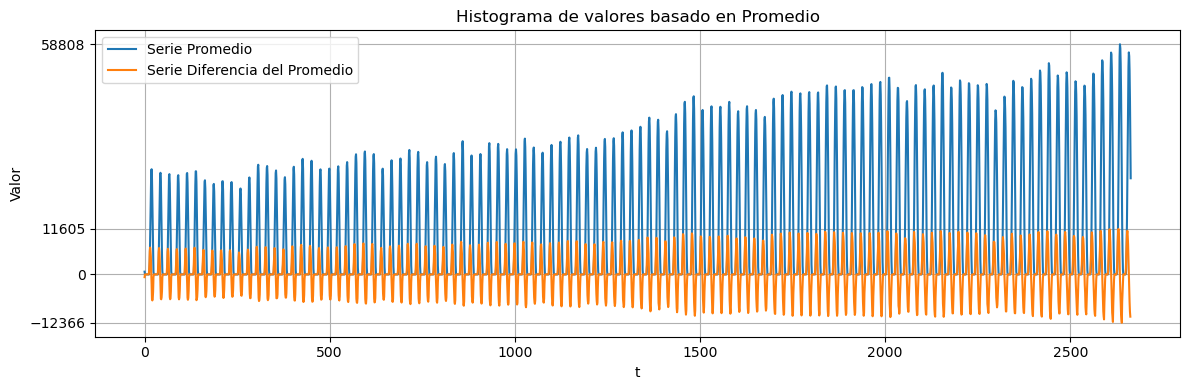 Histograma de valores basado en Promedio
Serie Promedio
Serie Diferencia del Promedio
Valor
58808
11605
0
−12366
0
500
1000
1500
2000
2500
t